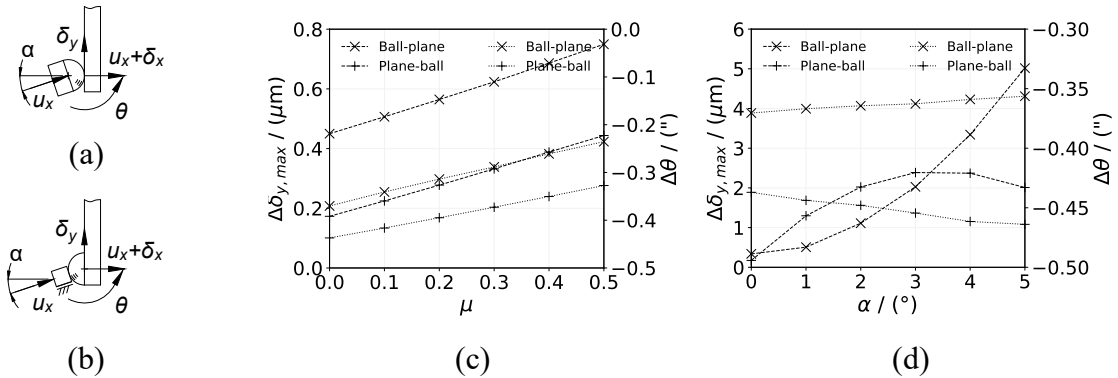 α
δy
ux+δx
ux
θ
(a)
α
δy
ux+δx
ux
θ
(b)
Ball-plane
Plane-ball
Ball-plane
Plane-ball
0.8
0.6
0.4
0.2
0.0
Δδy,max / (μm)
0.0
−0.1
−0.2
−0.3
−0.4
−0.5
Δθ / (")
0.0 0.1 0.2 0.3 0.4 0.5
μ
(c)
Ball-plane
Plane-ball
Ball-plane
Plane-ball
6
5
4
3
2
1
0
Δδy,max / (μm)
−0.30
−0.35
−0.40
−0.45
−0.50
Δθ / (")
0 1 2 3 4 5
α / (°)
(d)